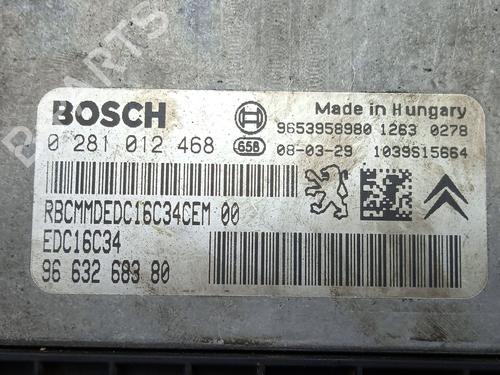 BOSCH
Made in Hungary
9653958980 1263 0278
0 281 012 468
658
08-03-29 1039S15664
RBCMMDEDC16C34CEM 00
EDC16C34
96 632 683 80